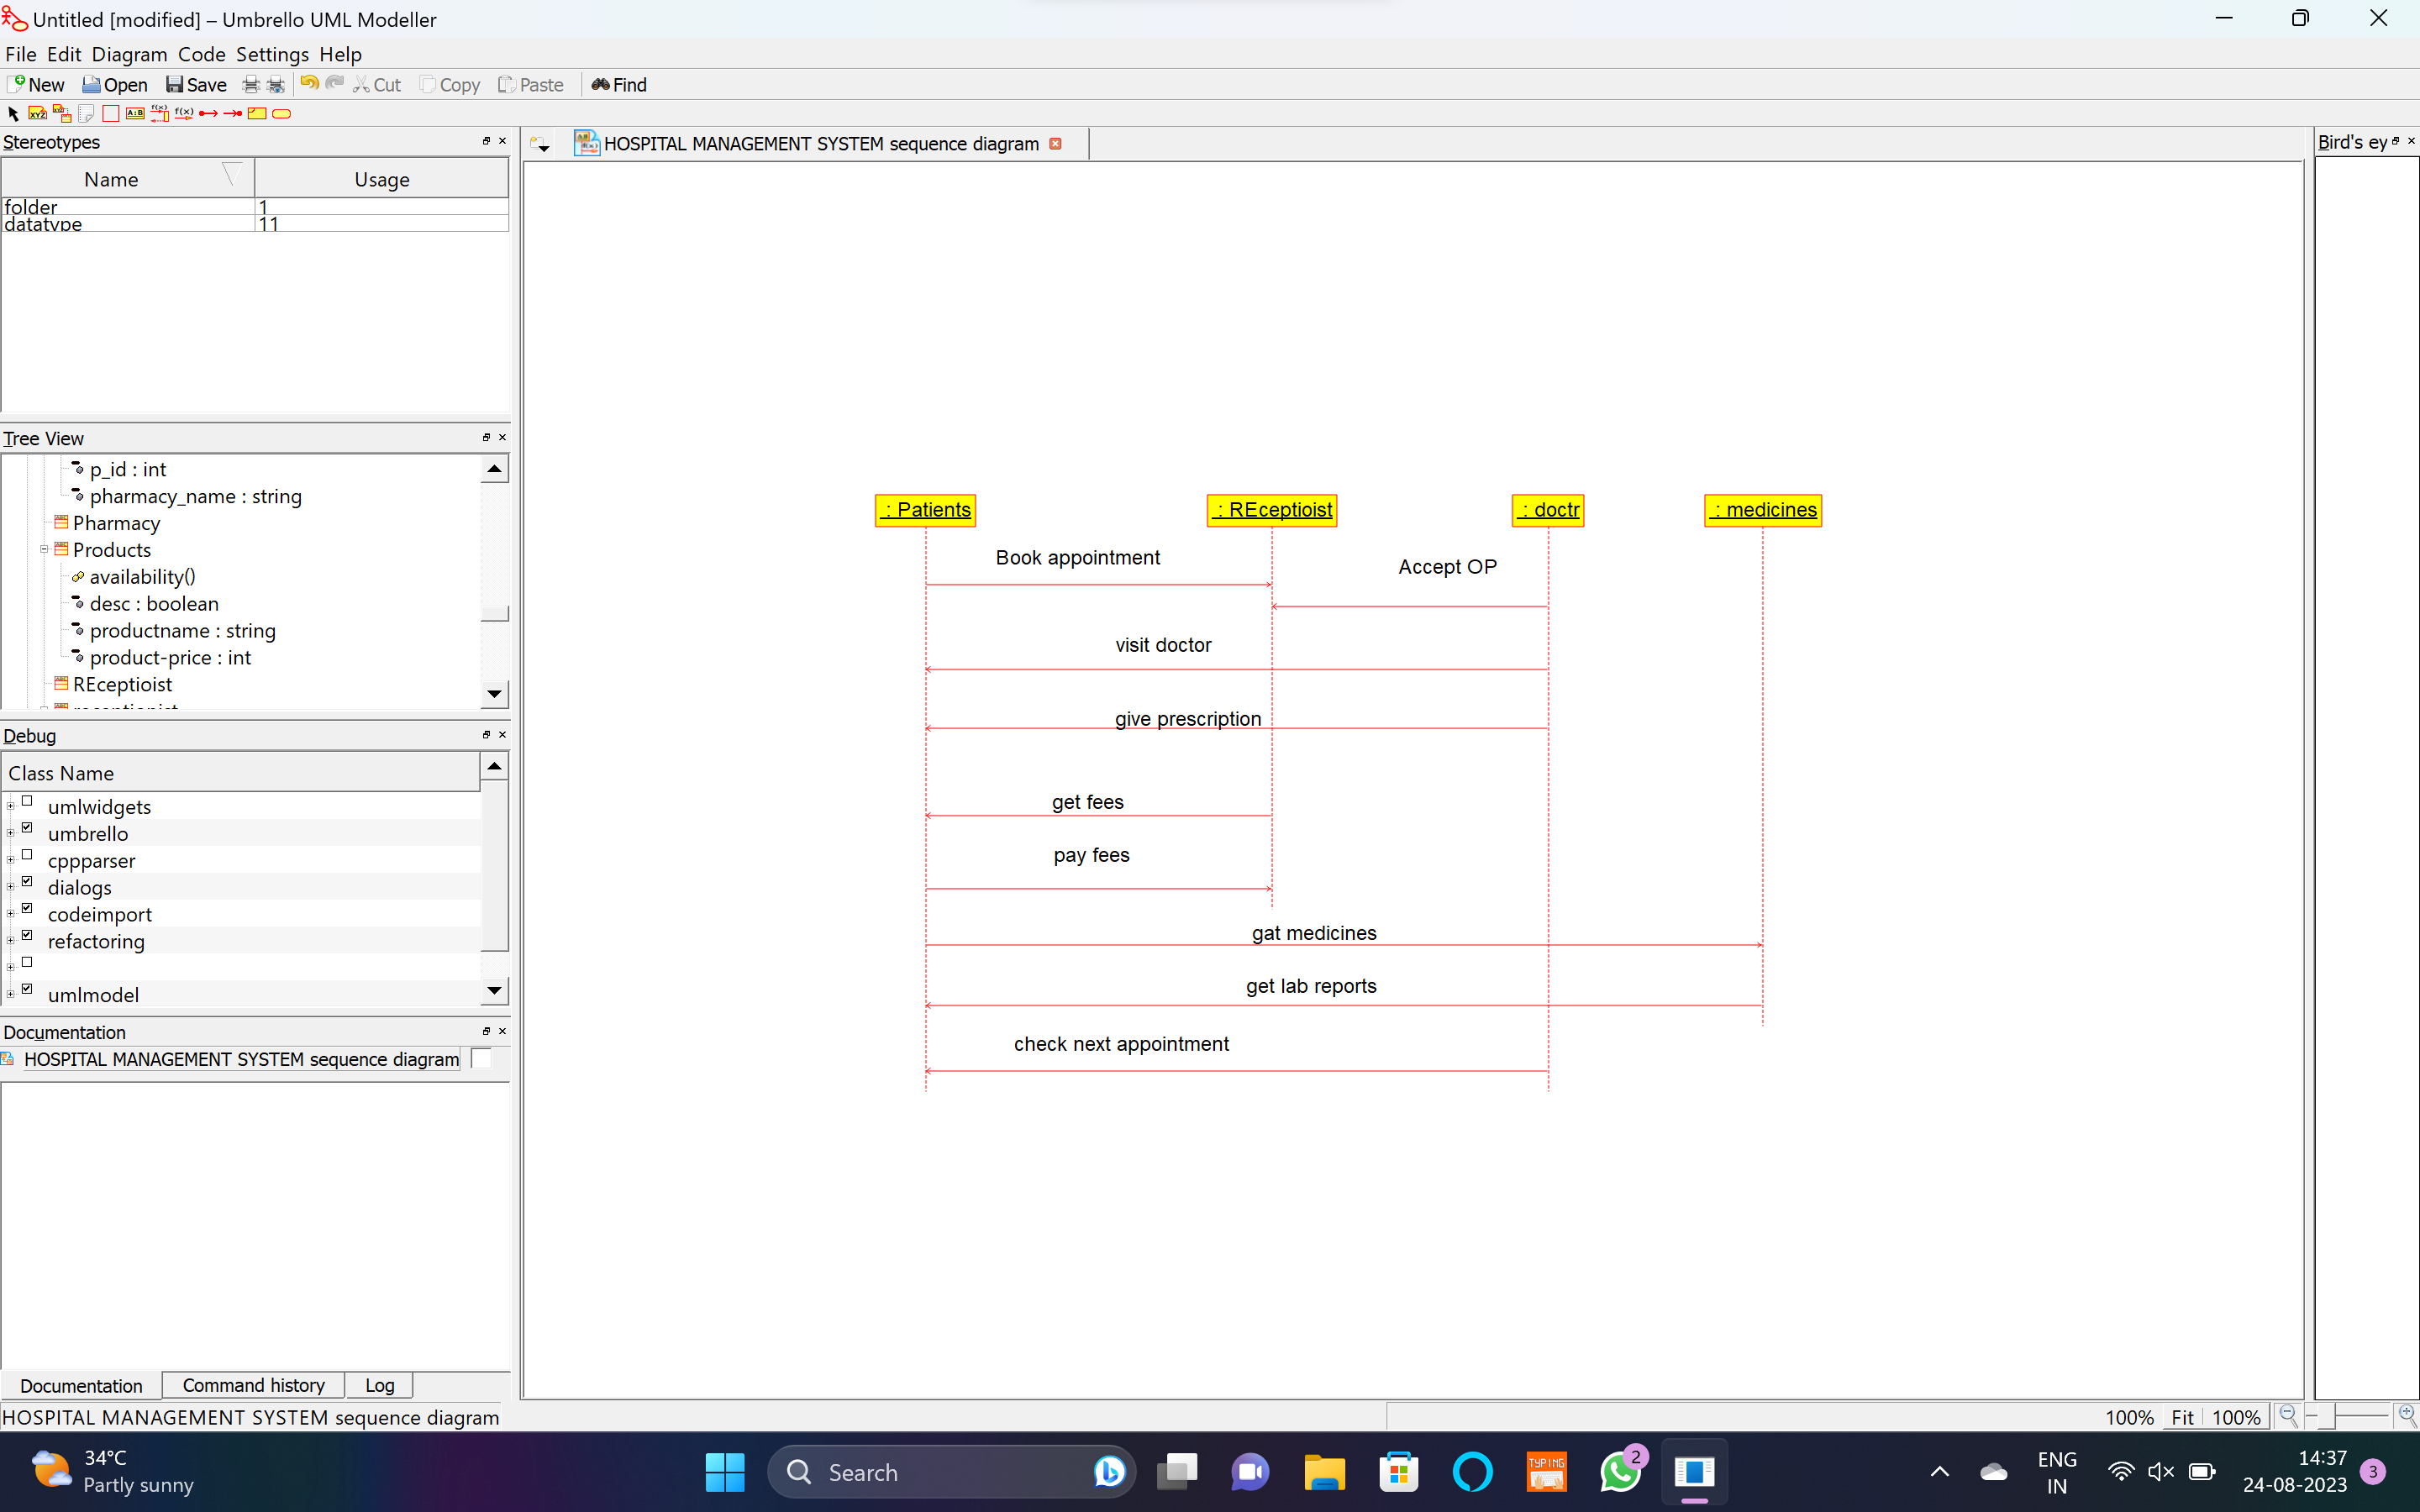 Untitled [modified] – Umbrello UML Modeller
File Edit Diagram Code Settings Help
New Open Save Cut Copy Paste Find
Stereotypes
Name Usage
folder 1
datatype 11
Tree View
p_id : int
pharmacy_name : string
Pharmacy
Products
availability()
desc : boolean
productname : string
product-price : int
REceptioist
receptionist
Debug
Class Name
umlwidgets
umbrello
cppparser
dialogs
codeimport
refactoring
umlmodel
Documentation
HOSPITAL MANAGEMENT SYSTEM sequence diagram
Documentation Command history Log
HOSPITAL MANAGEMENT SYSTEM sequence diagram
HOSPITAL MANAGEMENT SYSTEM sequence diagram
Bird's ey
: Patients : REceptioist : doctr : medicines
Book appointment
Accept OP
visit doctor
give prescription
get fees
pay fees
gat medicines
get lab reports
check next appointment
100% Fit 100%
34°C
Partly sunny
Search
TYPING
2
ENG
IN
14:37
24-08-2023
3